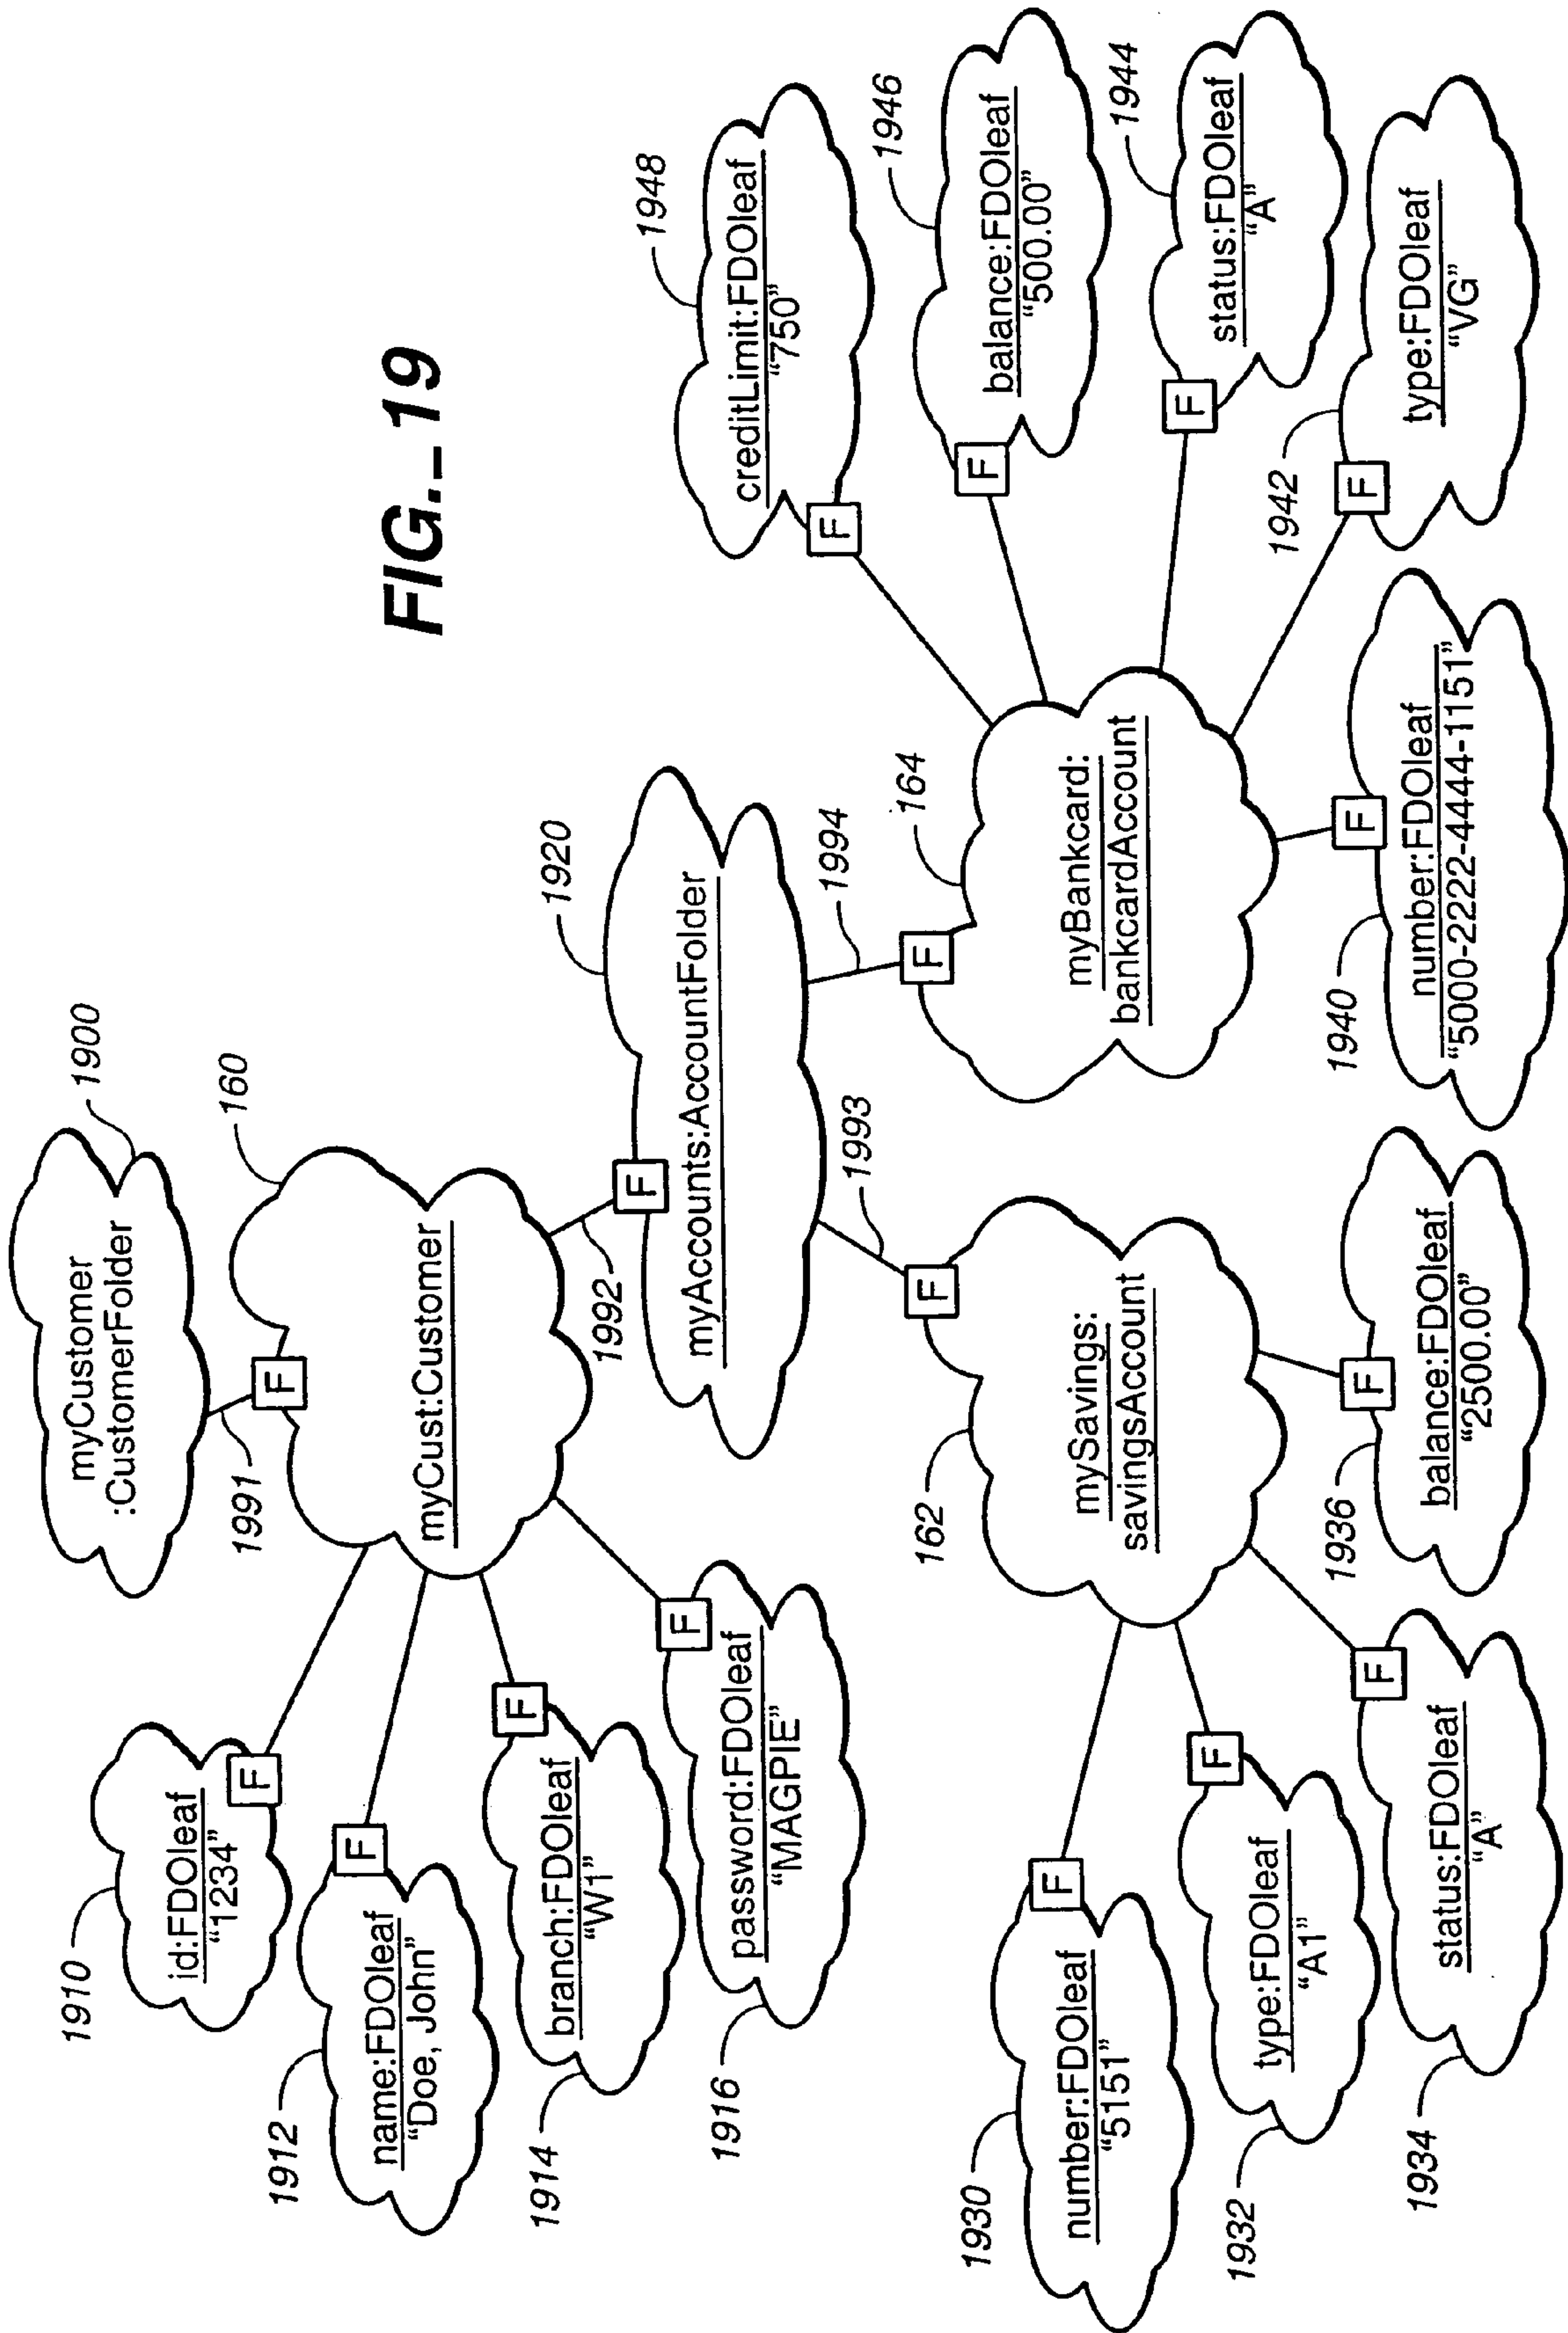 FIG._19
myCustomer
:CustomerFolder
1900
1991
F
160
myCust:Customer
1910
id:FDOleaf
"1234"
F
1912
name:FDOleaf
"Doe, John"
F
1914
branch:FDOleaf
"W1"
F
1916
password:FDOleaf
"MAGPIE"
F
1992
F
1920
myAccounts:AccountFolder
1993
F
1994
F
162
mySavings:
savingsAccount
164
myBankcard:
bankcardAccount
1930
number:FDOleaf
"5151"
F
1932
type:FDOleaf
"A1"
F
1934
status:FDOleaf
"A"
F
1936
balance:FDOleaf
"2500.00"
F
1940
number:FDOleaf
"5000-2222-4444-1151"
F
1942
type:FDOleaf
"VG"
F
1944
status:FDOleaf
"A"
F
1946
balance:FDOleaf
"500.00"
F
1948
creditLimit:FDOleaf
"750"
F